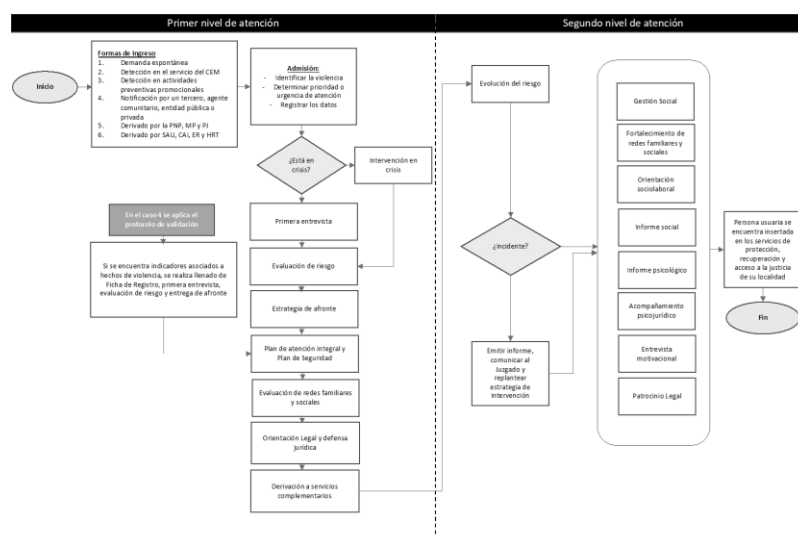 Primer nivel de atención
Segundo nivel de atención
Inicio
Formas de Ingreso
1. Demanda espontánea
2. Detección en el servicio del CEM
3. Detección en actividades
preventivas promocionales
4. Notificación por un tercero, agente
comunitario, entidad pública o
privada
5. Derivado por la PNP, MP y PJ
6. Derivado por SAU, CAI, ER y HRT
Admisión:
- Identificar la violencia
- Determinar prioridad o
urgencia de atención
- Registrar los datos
¿Está en
crisis?
Intervención en
crisis
Primera entrevista
En el caso 4 se aplica el
protocolo de validación
Si se encuentra indicadores asociados a
hechos de violencia, se realiza llenado de
Ficha de Registro, primera entrevista,
evaluación de riesgo y entrega de afronte
Evaluación de riesgo
Estrategia de afronte
Plan de atención integral y
Plan de Seguridad
Evaluación de redes familiares
y sociales
Orientación Legal y defensa
jurídica
Derivación a servicios
complementarios
Evolución del riesgo
¿Incidente?
Emitir informe,
comunicar al
Juzgado y
replantear
estrategia de
intervención
Gestión Social
Fortalecimiento de
redes familiares y
sociales
Orientación
sociolaboral
Informe social
Informe psicológico
Acompañamiento
psicojurídico
Entrevista
motivacional
Patrocinio Legal
Persona usuaria se
encuentra insertada
en los servicios de
protección,
recuperación y
acceso a la justicia
de su localidad
Fin